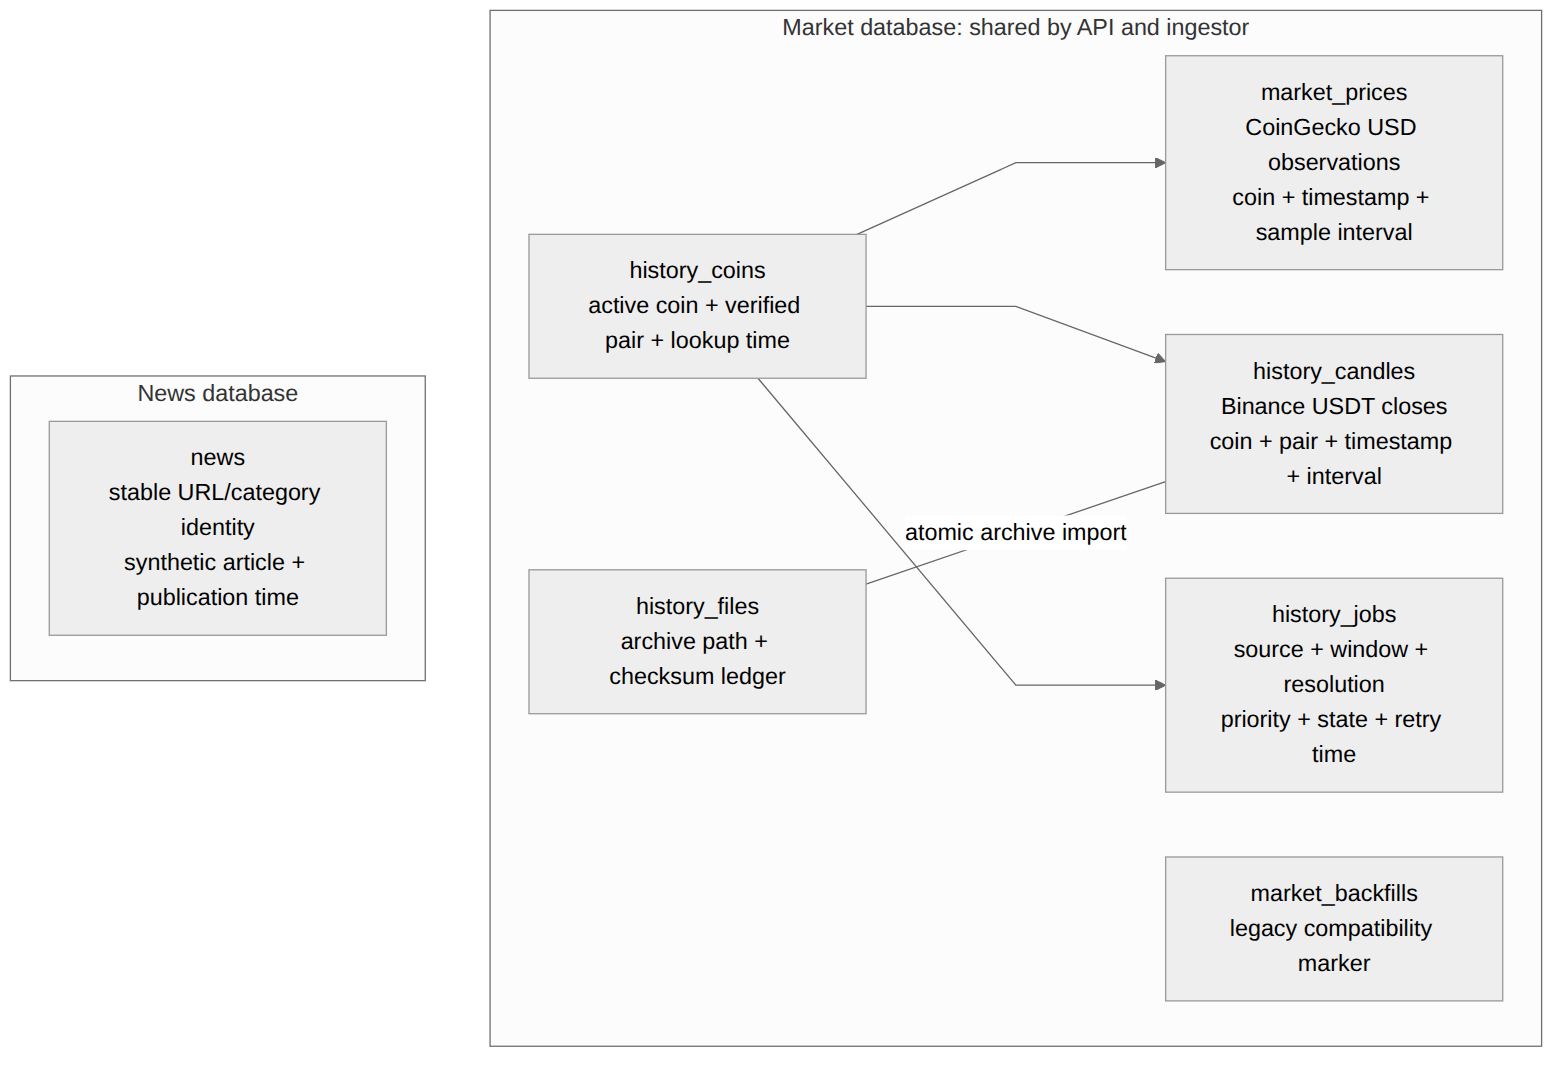 News database
news
stable URL/category
identity
synthetic article +
publication time
Market database: shared by API and ingestor
history_coins
active coin + verified
pair + lookup time
history_files
archive path +
checksum ledger
atomic archive import
market_prices
CoinGecko USD
observations
coin + timestamp +
sample interval
history_candles
Binance USDT closes
coin + pair + timestamp
+ interval
history_jobs
source + window +
resolution
priority + state + retry
time
market_backfills
legacy compatibility
marker